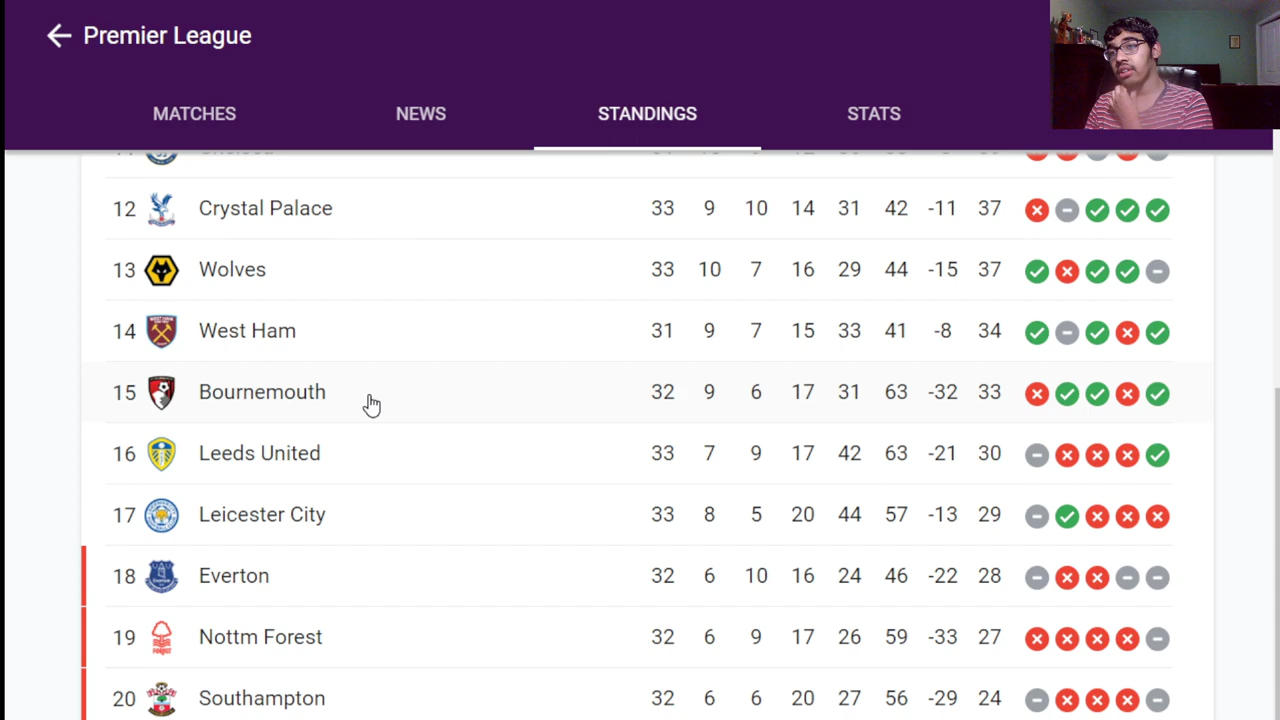 Premier League
MATCHES NEWS STANDINGS STATS
12 Crystal Palace 33 9 10 14 31 42 -11 37
13 Wolves 33 10 7 16 29 44 -15 37
14 West Ham 31 9 7 15 33 41 -8 34
15 Bournemouth 32 9 6 17 31 63 -32 33
16 Leeds United 33 7 9 17 42 63 -21 30
17 Leicester City 33 8 5 20 44 57 -13 29
18 Everton 32 6 10 16 24 46 -22 28
19 Nottm Forest 32 6 9 17 26 59 -33 27
20 Southampton 32 6 6 20 27 56 -29 24